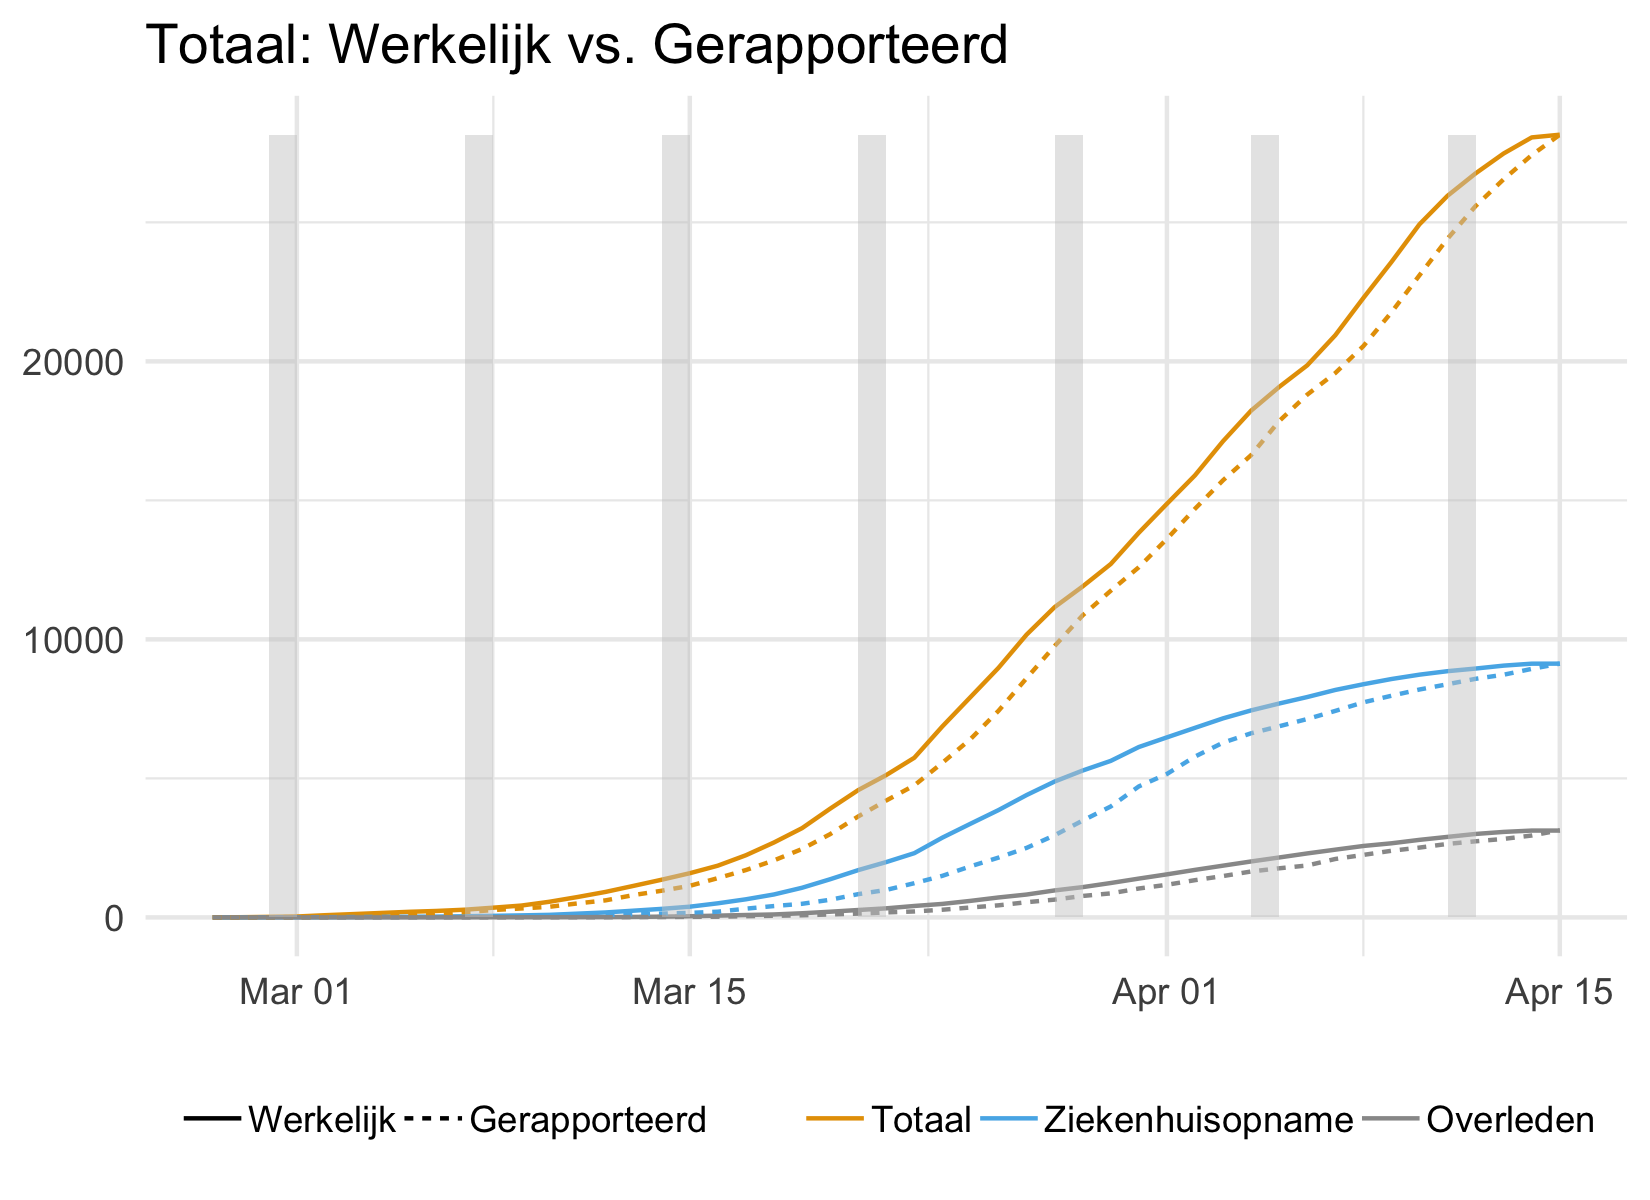 Totaal: Werkelijk vs. Gerapporteerd
20000
10000
0
Mar 01 Mar 15 Apr 01 Apr 15
Werkelijk Gerapporteerd Totaal Ziekenhuisopname Overleden